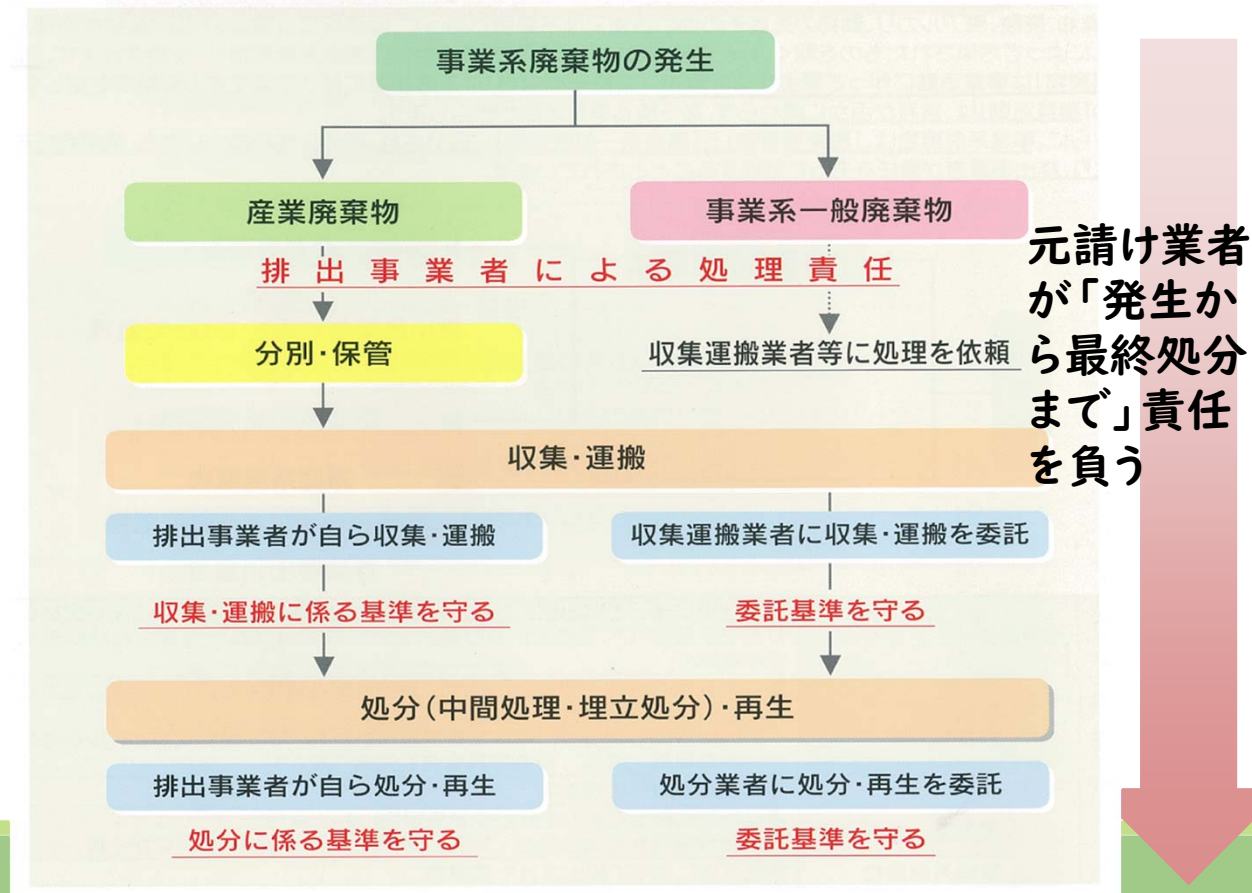 事業系廃棄物の発生
産業廃棄物
事業系一般廃棄物
排出事業者による処理責任
分別・保管
収集運搬業者等に処理を依頼
収集・運搬
排出事業者が自ら収集・運搬
収集運搬業者に収集・運搬を委託
収集・運搬に係る基準を守る
委託基準を守る
処分(中間処理・埋立処分)・再生
排出事業者が自ら処分・再生
処分業者に処分・再生を委託
処分に係る基準を守る
委託基準を守る
元請け業者
が「発生か
ら最終処分
まで」責任
を負う